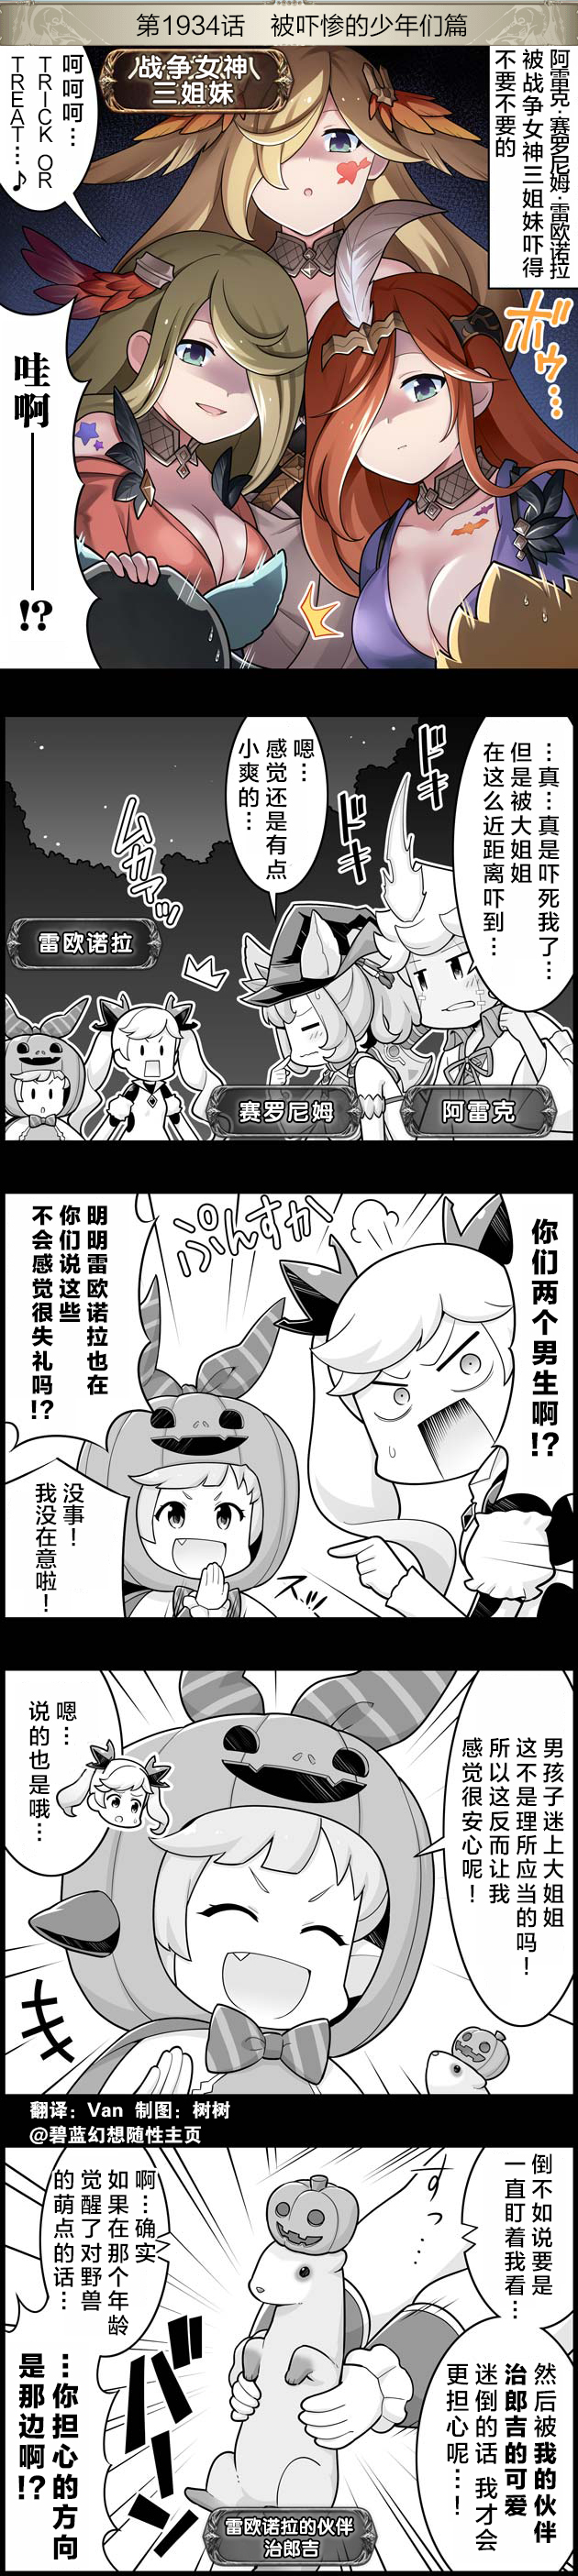 第1934话　被吓惨的少年们篇
阿雷克·赛罗尼姆·雷欧诺拉
被战争女神三姐妹吓得
不要不要的
战争女神
三姐妹
呵呵呵…
TRICK OR
TREAT…♪
ボゥ…
哇啊——!?
…真…真是吓死我了…
但是被大姐姐
在这么近距离吓到…
ドキ
ドキ
嗯…
感觉还是有点
小爽的…
ムカァッ
雷欧诺拉
赛罗尼姆
阿雷克
你们两个男生啊!?
ぷんすか
明明雷欧诺拉也在
你们说这些
不会感觉很失礼吗!?
没事！
我没在意啦！
ズイ
男孩子迷上大姐姐
这不是理所应当的吗！
所以这反而让我
感觉很安心呢！
嗯…
说的也是哦…
翻译：Van 制图：树树
@碧蓝幻想随性主页
倒不如说要是
一直盯着我看…
すっ…
然后被我的伙伴
治郎吉的可爱
迷倒的话 我才会
更担心呢…！
啊…确实
如果在那个年龄
觉醒了对野兽
的萌点的话…
…你担心的方向
是那边啊!?
雷欧诺拉的伙伴
治郎吉